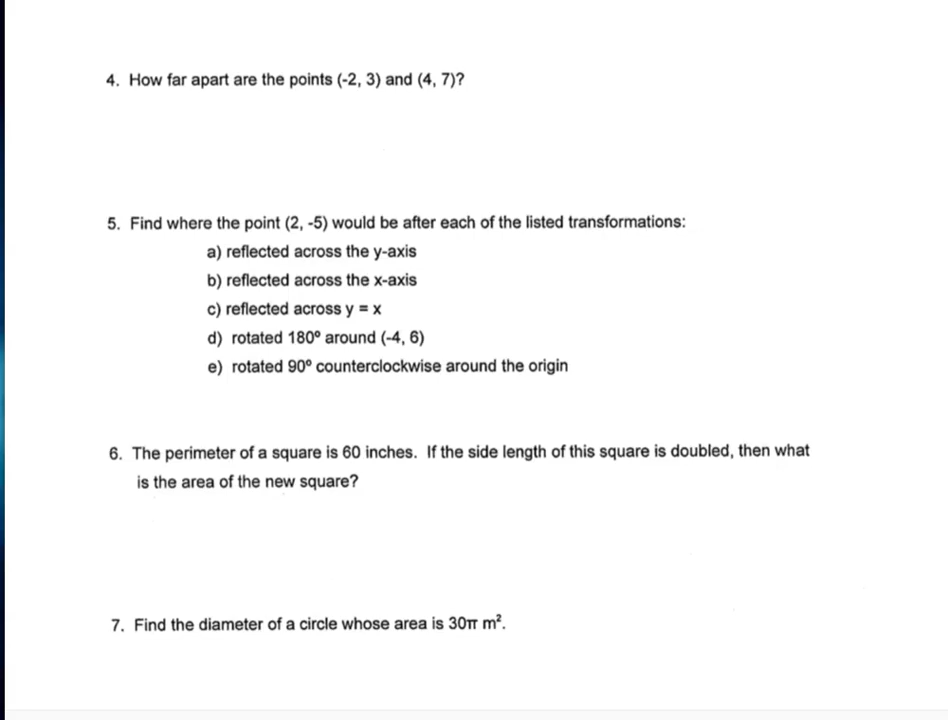 4. How far apart are the points (-2, 3) and (4, 7)?
5. Find where the point (2, -5) would be after each of the listed transformations:
a) reflected across the y-axis
b) reflected across the x-axis
c) reflected across y = x
d) rotated 180º around (-4, 6)
e) rotated 90º counterclockwise around the origin
6. The perimeter of a square is 60 inches. If the side length of this square is doubled, then what
is the area of the new square?
7. Find the diameter of a circle whose area is 30π m².